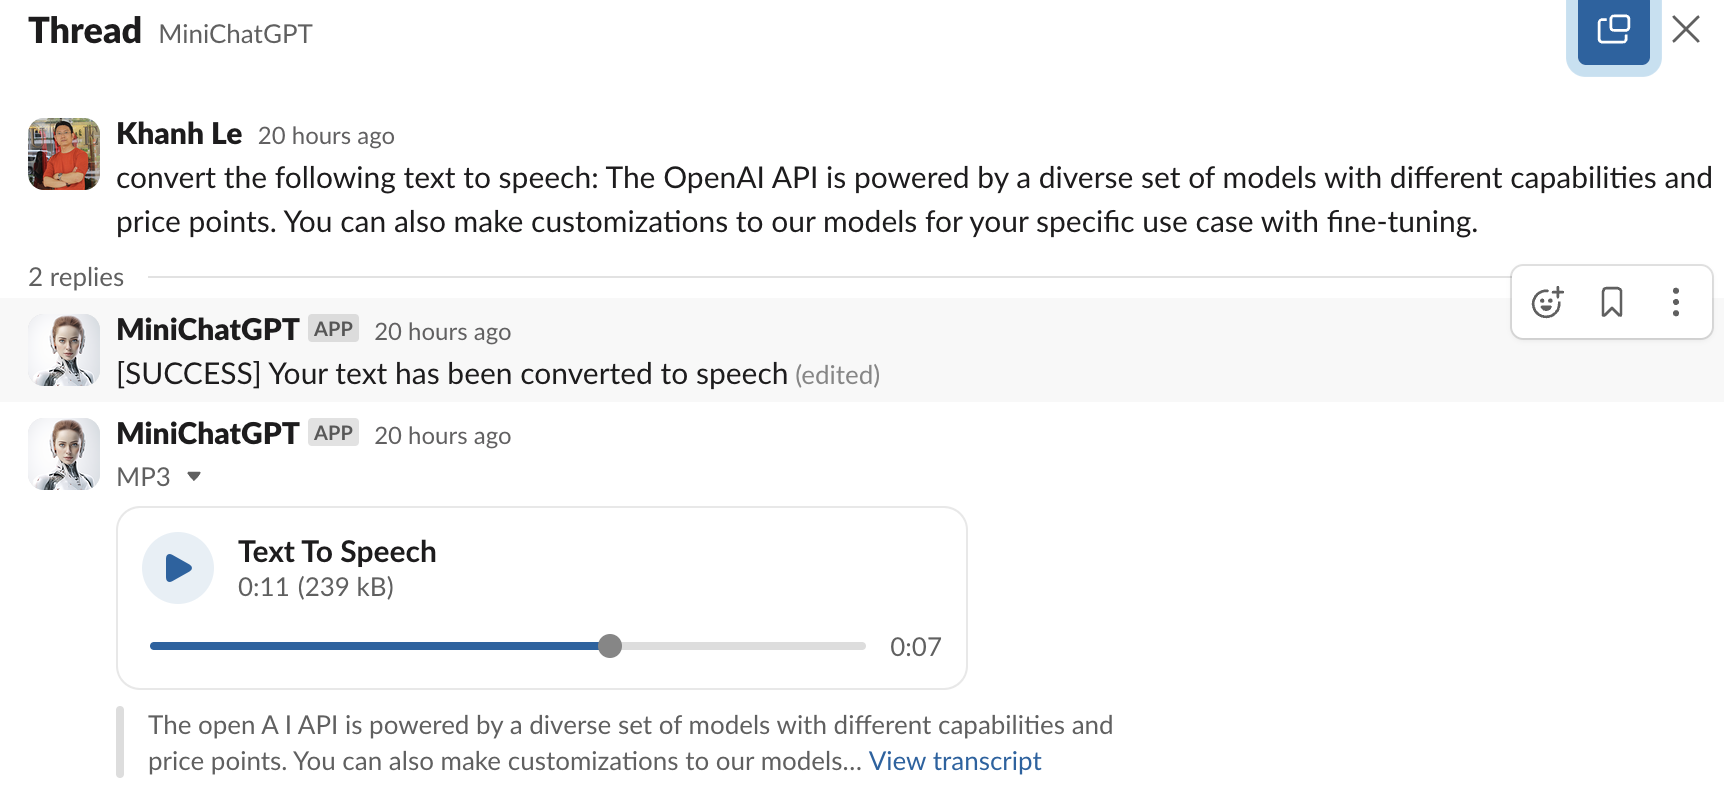 Thread MiniChatGPT
Khanh Le 20 hours ago
convert the following text to speech: The OpenAI API is powered by a diverse set of models with different capabilities and
price points. You can also make customizations to our models for your specific use case with fine-tuning.
2 replies
MiniChatGPT APP 20 hours ago
[SUCCESS] Your text has been converted to speech (edited)
MiniChatGPT APP 20 hours ago
MP3
Text To Speech
0:11 (239 kB)
0:07
The open A I API is powered by a diverse set of models with different capabilities and
price points. You can also make customizations to our models... View transcript